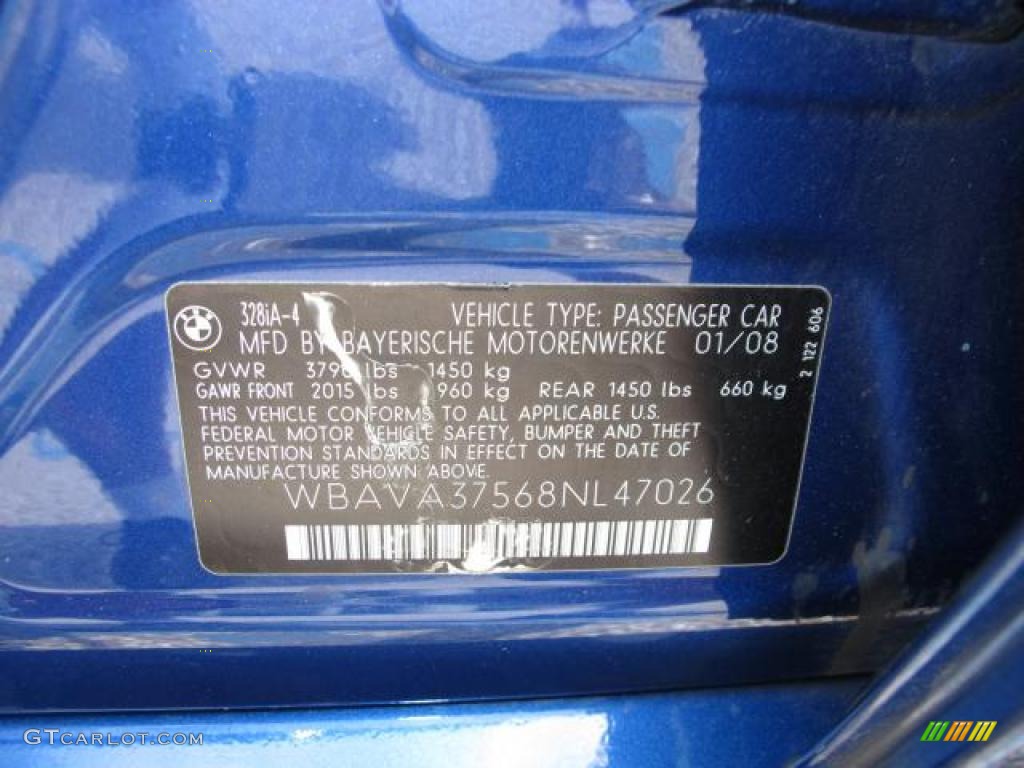 328iA-4 VEHICLE TYPE: PASSENGER CAR
MFD BY BAYERISCHE MOTORENWERKE 01/08
GVWR lbs 1450 kg
GAWR FRONT 2015 lbs 960 kg REAR 1450 lbs 660 kg
THIS VEHICLE CONFORMS TO ALL APPLICABLE U.S.
FEDERAL MOTOR VEHICLE SAFETY, BUMPER AND THEFT
PREVENTION STANDARDS IN EFFECT ON THE DATE OF
MANUFACTURE SHOWN ABOVE.
WBAVA37568NL47026
2 122 606
GTCARLOT.COM